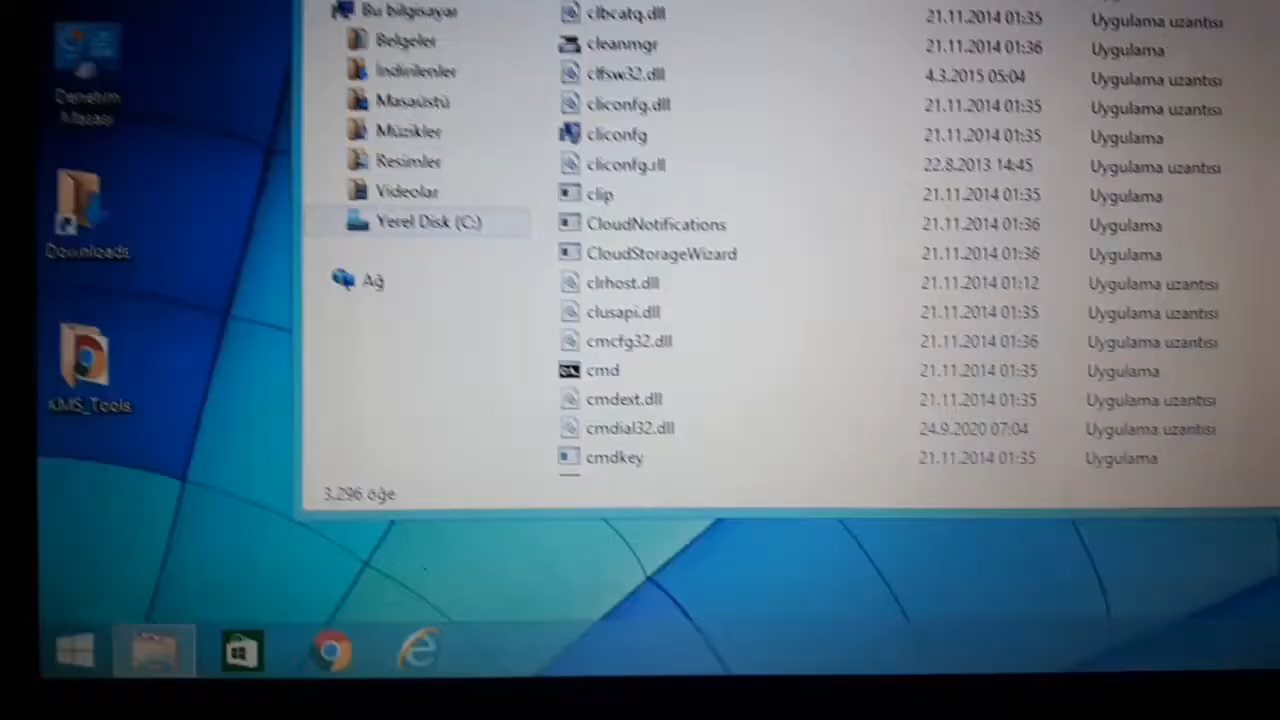 Denetim
Masası
Downloads
KMS_Tools
Bu bilgisayar
Belgeler
İndirilenler
Masaüstü
Müzikler
Resimler
Videolar
Yerel Disk (C:)
Ağ
clbcatq.dll 21.11.2014 01:35 Uygulama uzantısı
cleanmgr 21.11.2014 01:36 Uygulama
clfsw32.dll 4.3.2015 05:04 Uygulama uzantısı
cliconfg.dll 21.11.2014 01:35 Uygulama uzantısı
cliconfg 21.11.2014 01:35 Uygulama
cliconfg.rll 22.8.2013 14:45 Uygulama uzantısı
clip 21.11.2014 01:35 Uygulama
CloudNotifications 21.11.2014 01:36 Uygulama
CloudStorageWizard 21.11.2014 01:36 Uygulama
clrhost.dll 21.11.2014 01:12 Uygulama uzantısı
clusapi.dll 21.11.2014 01:35 Uygulama uzantısı
cmcfg32.dll 21.11.2014 01:36 Uygulama uzantısı
cmd 21.11.2014 01:35 Uygulama
cmdext.dll 21.11.2014 01:35 Uygulama uzantısı
cmdial32.dll 24.9.2020 07:04 Uygulama uzantısı
cmdkey 21.11.2014 01:35 Uygulama
3.296 öğe